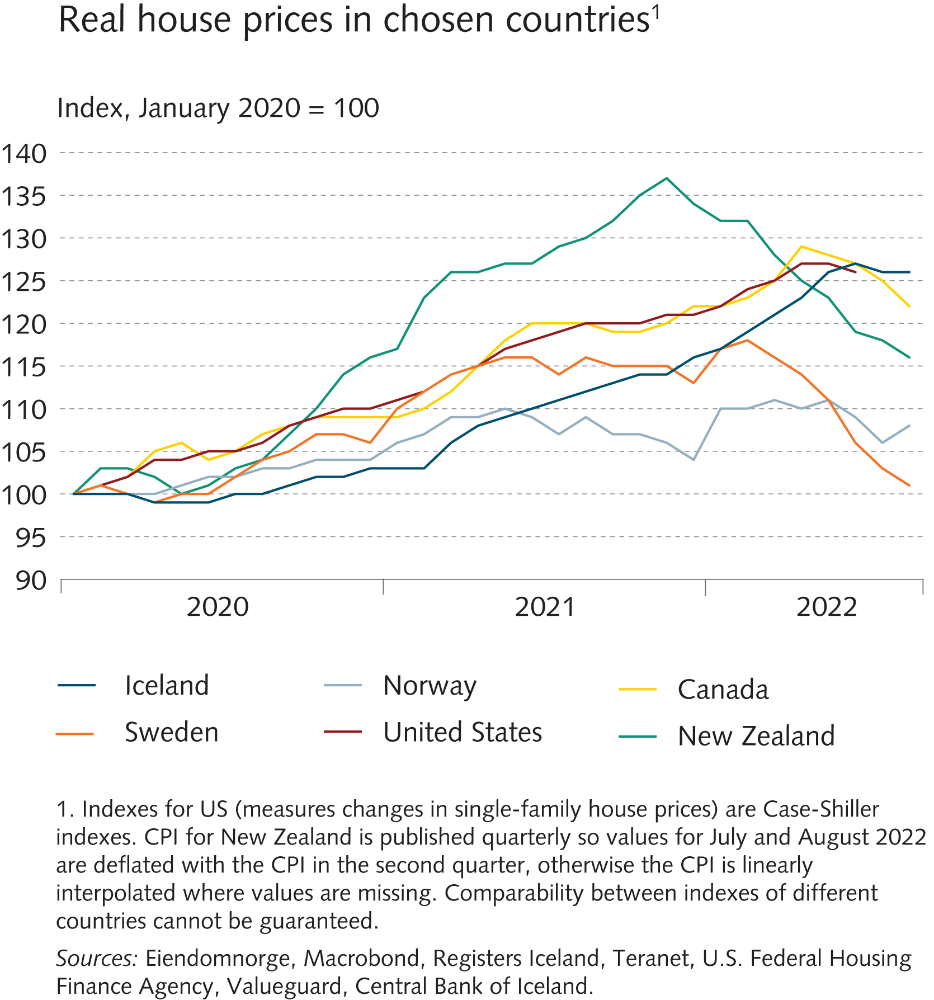 Real house prices in chosen countries¹
Index, January 2020 = 100
140
135
130
125
120
115
110
105
100
95
90
2020 2021 2022
Iceland Norway Canada
Sweden United States New Zealand
1. Indexes for US (measures changes in single-family house prices) are Case-Shiller
indexes. CPI for New Zealand is published quarterly so values for July and August 2022
are deflated with the CPI in the second quarter, otherwise the CPI is linearly
interpolated where values are missing. Comparability between indexes of different
countries cannot be guaranteed.
Sources: Eiendomnorge, Macrobond, Registers Iceland, Teranet, U.S. Federal Housing
Finance Agency, Valueguard, Central Bank of Iceland.